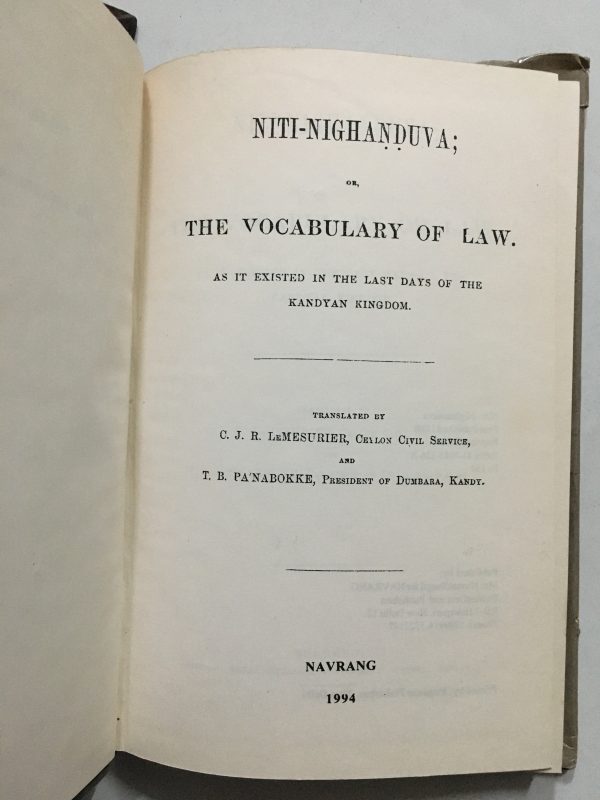 NITI-NIGHAṆḌUVA;
OR,
THE VOCABULARY OF LAW.
AS IT EXISTED IN THE LAST DAYS OF THE
KANDYAN KINGDOM.
TRANSLATED BY
C. J. R. LEMESURIER, CEYLON CIVIL SERVICE,
AND
T. B. PA'NABOKKE, PRESIDENT OF DUMBARA, KANDY.
NAVRANG
1994